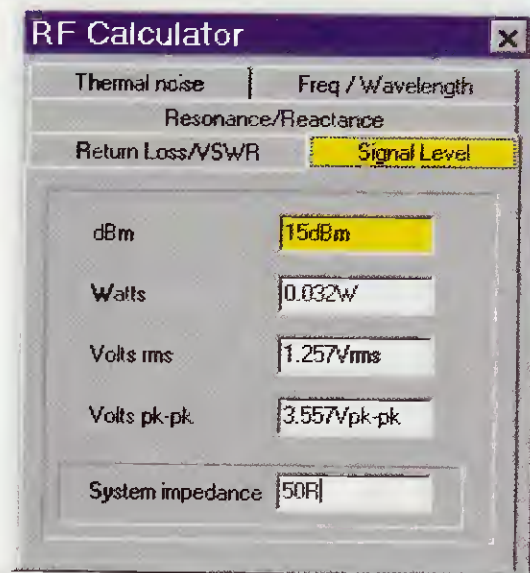 RF Calculator
Thermal noise Freq / Wavelength
Resonance/Reactance
Return Loss/VSWR Signal Level
dBm 15dBm
Watts 0.032W
Volts rms 1.257Vrms
Volts pk-pk 3.557Vpk-pk
System impedance 50R